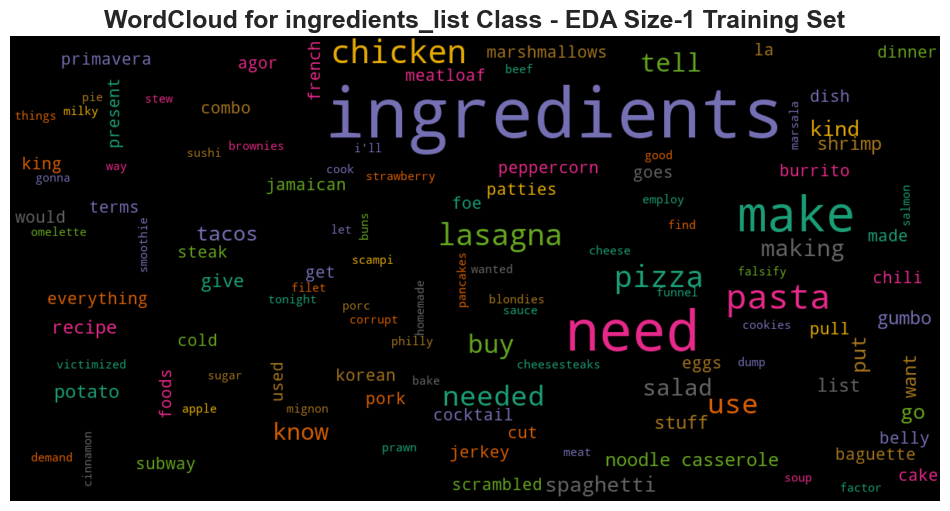 WordCloud for ingredients_list Class - EDA Size-1 Training Set
primavera
agor
french
chicken
marshmallows
tell
la
dinner
meatloaf
beef
pie
milky
things
present
stew
combo
ingredients
dish
marsala
kind
shrimp
king
way
gonna
sushi
brownies
i'll
cook
strawberry
jamaican
peppercorn
patties
good
goes
burrito
would
omelette
terms
smoothie
tacos
steak
let
buns
foe
lasagna
employ
find
make
salmon
making
made
scampi
cheese
everything
give
get
filet
tonight
homemade
pancakes
wanted
blondies
sauce
pizza
funnel
falsify
pasta
chili
recipe
cold
porc
corrupt
philly
buy
need
cookies
pull
gumbo
put
victimized
potato
foods
sugar
used
korean
bake
cheesesteaks
eggs
dump
salad
list
want
apple
mignon
pork
needed
cocktail
use
go
know
cut
stuff
belly
demand
cinnamon
subway
prawn
jerkey
meat
noodle casserole
baguette
scrambled
spaghetti
soup
factor
cake